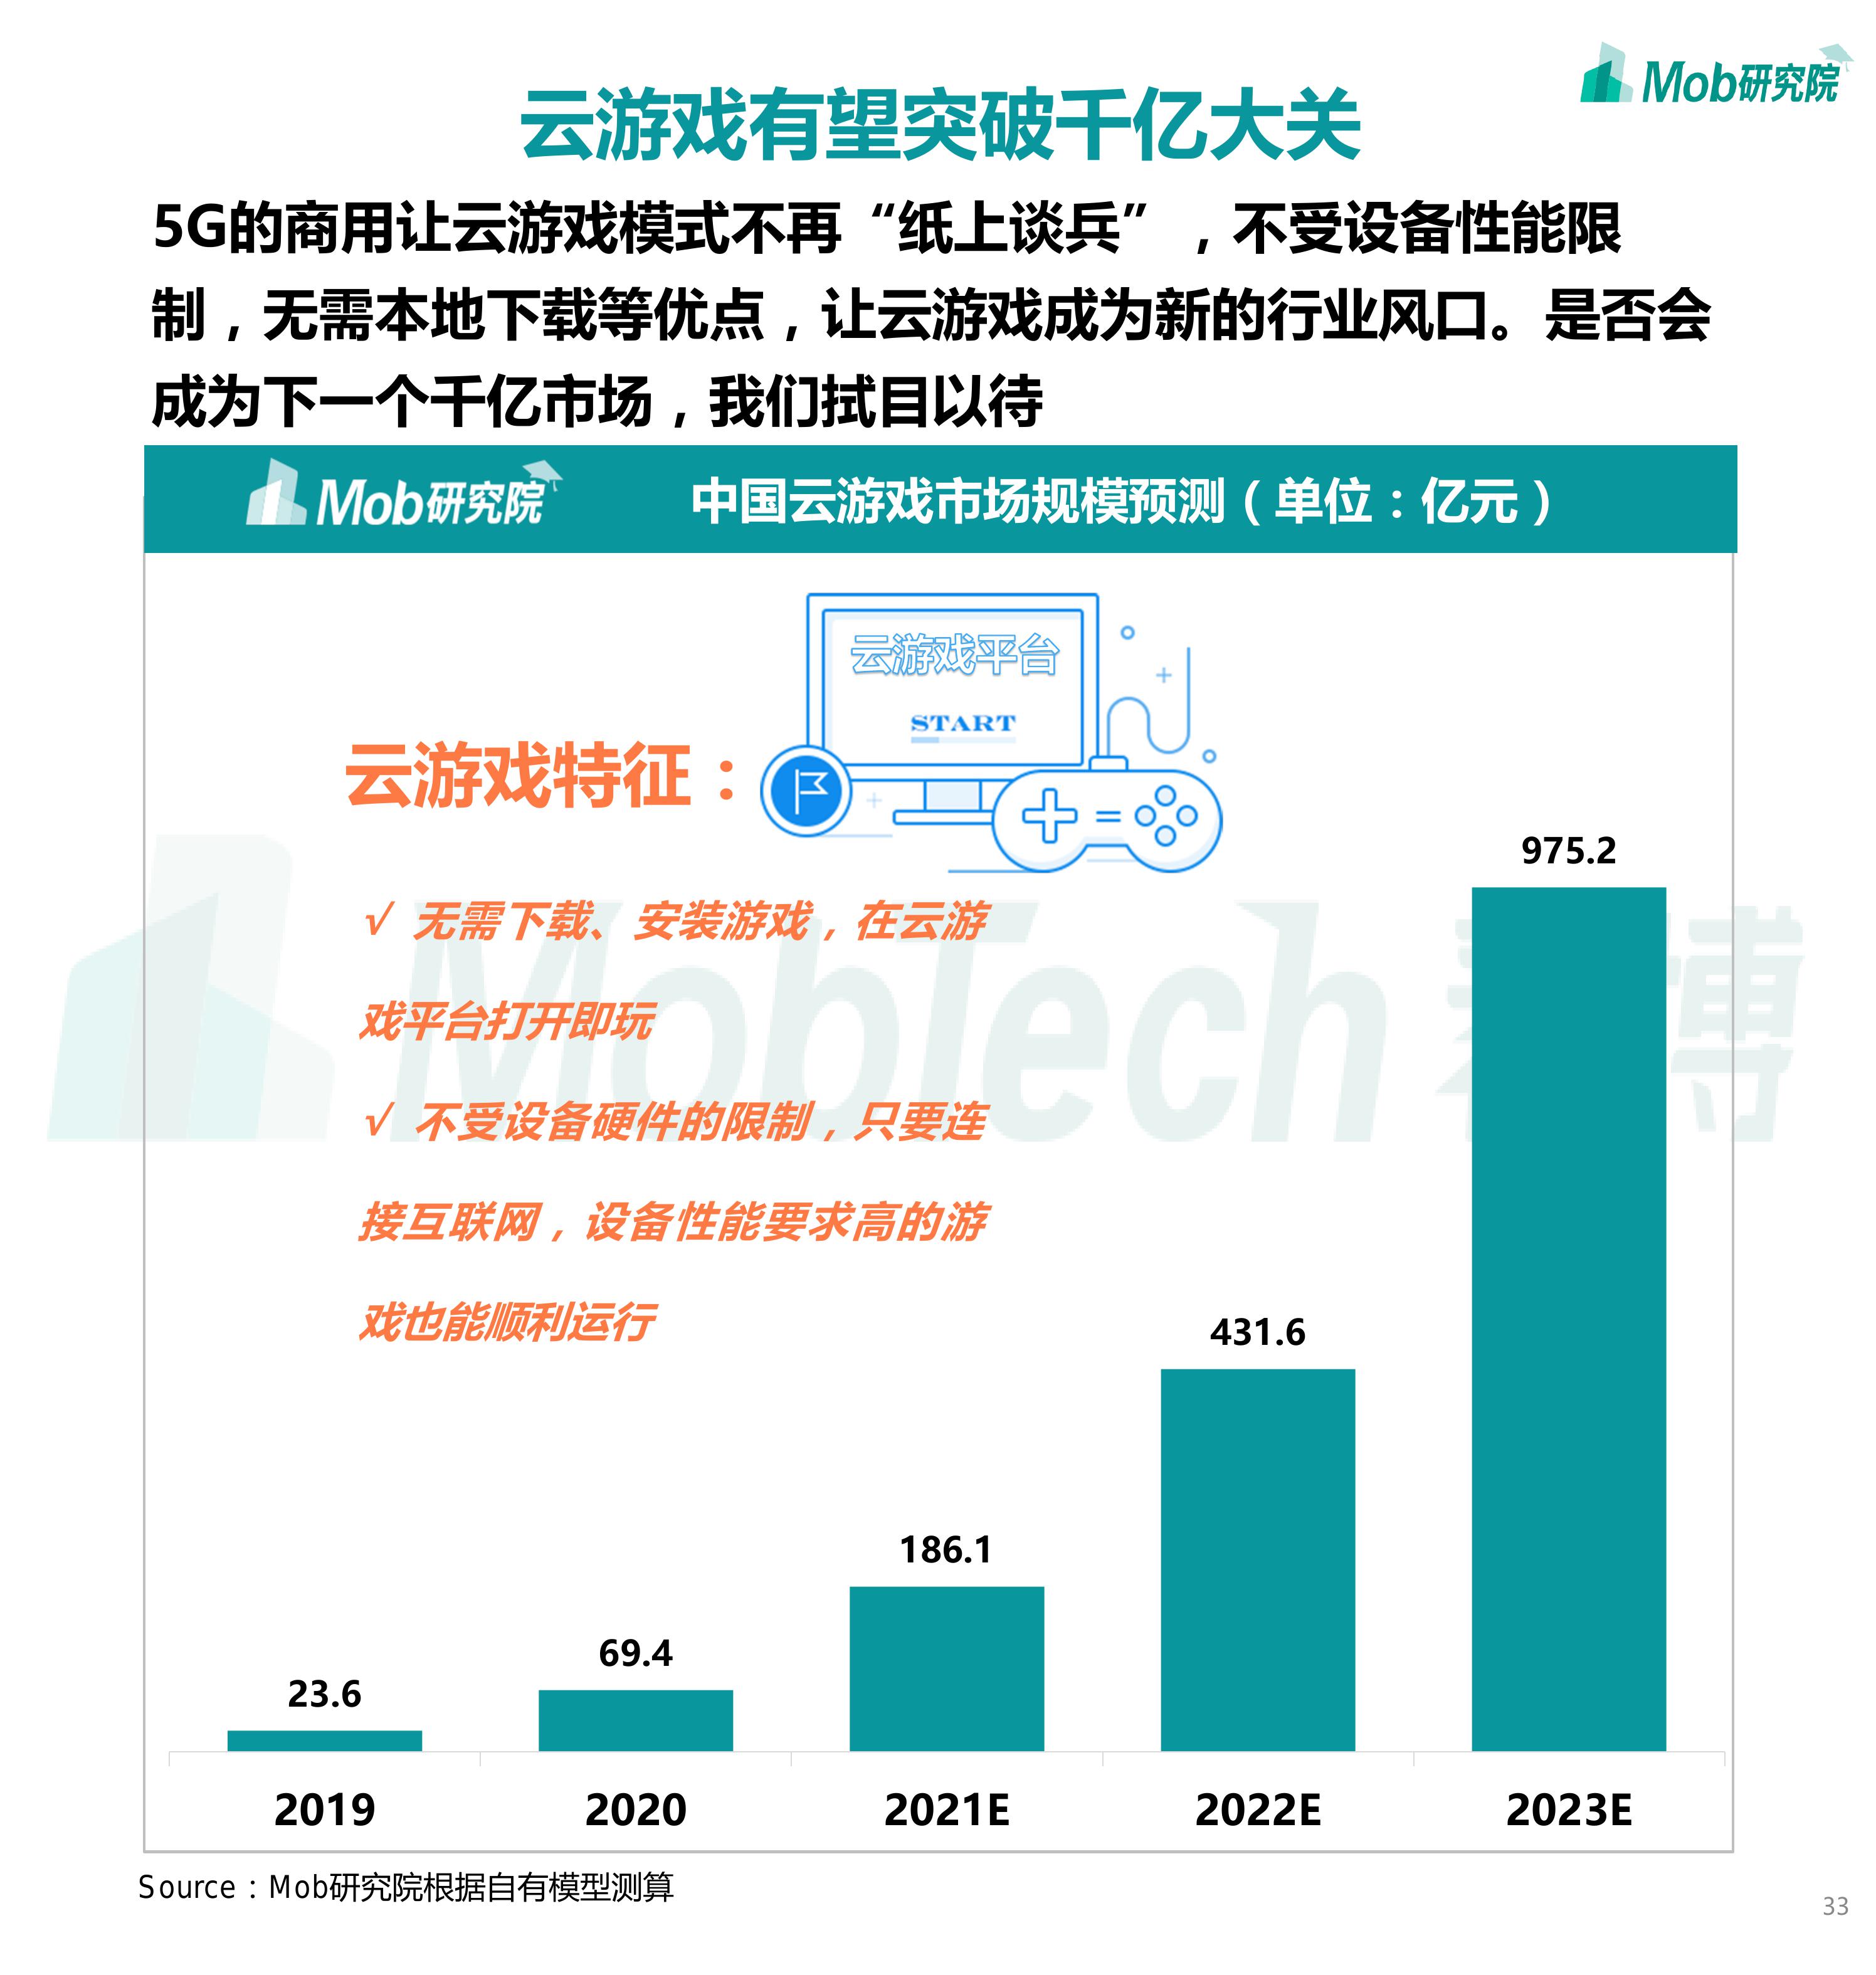 Mob研究院
云游戏有望突破千亿大关
5G的商用让云游戏模式不再“纸上谈兵”，不受设备性能限
制，无需本地下载等优点，让云游戏成为新的行业风口。是否会
成为下一个千亿市场，我们拭目以待
Mob研究院
中国云游戏市场规模预测（单位：亿元）
云游戏平台
START
云游戏特征：
√ 无需下载、安装游戏，在云游
戏平台打开即玩
√ 不受设备硬件的限制，只要连
接互联网，设备性能要求高的游
戏也能顺利运行
MobTech
博
23.6
69.4
186.1
431.6
975.2
2019
2020
2021E
2022E
2023E
Source：Mob研究院根据自有模型测算
33